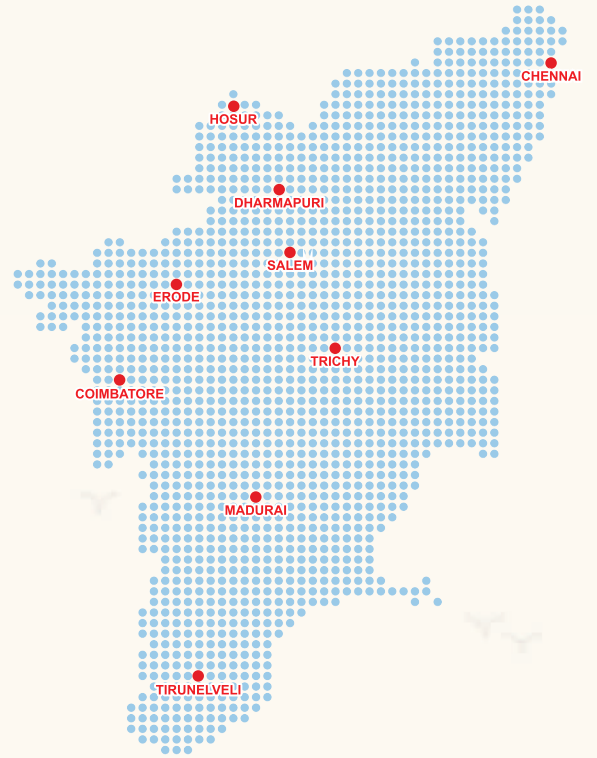 CHENNAI
HOSUR
DHARMAPURI
SALEM
ERODE
TRICHY
COIMBATORE
MADURAI
TIRUNELVELI